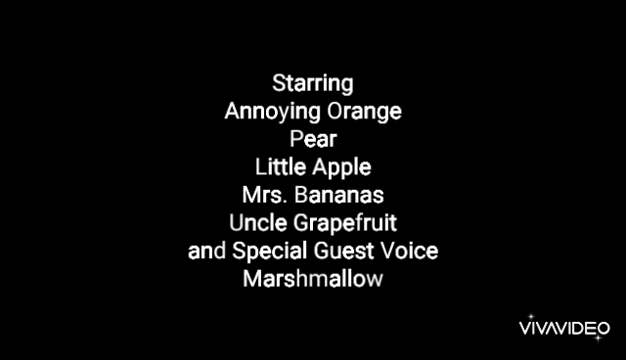 Starring
Annoying Orange
Pear
Little Apple
Mrs. Bananas
Uncle Grapefruit
and Special Guest Voice
Marshmallow
VIVAVIDEO